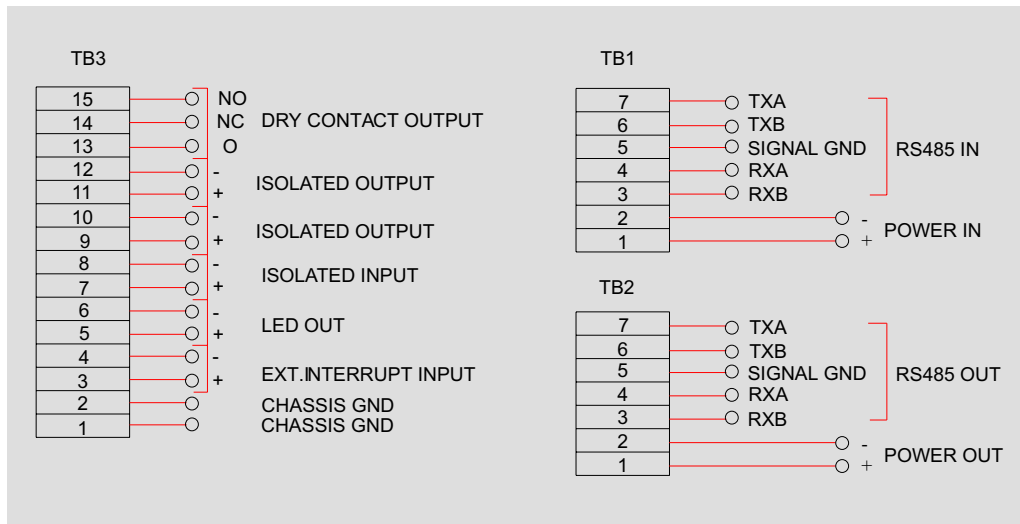 TB3
15 NO
14 NC DRY CONTACT OUTPUT
13 O
12 -
11 + ISOLATED OUTPUT
10 -
9 + ISOLATED OUTPUT
8 -
7 + ISOLATED INPUT
6 -
5 + LED OUT
4 -
3 + EXT.INTERRUPT INPUT
2 CHASSIS GND
1 CHASSIS GND
TB1
7 TXA
6 TXB
5 SIGNAL GND RS485 IN
4 RXA
3 RXB
2 -
1 + POWER IN
TB2
7 TXA
6 TXB
5 SIGNAL GND RS485 OUT
4 RXA
3 RXB
2 -
1 + POWER OUT